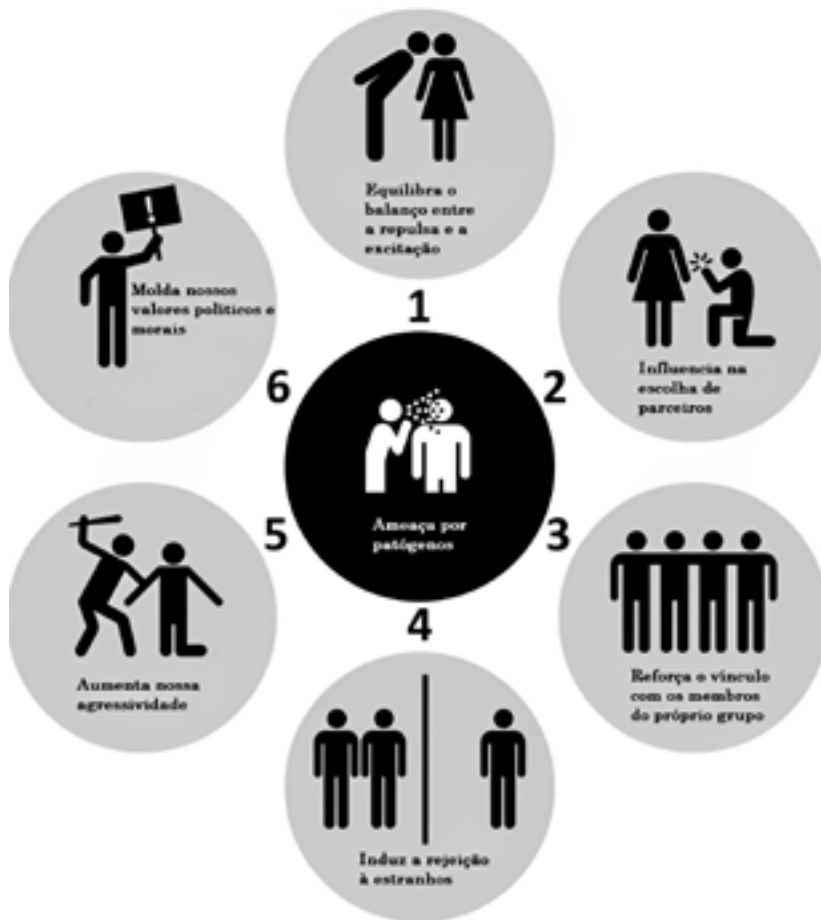 Equilibra o
balanço entre
a repulsa e a
excitação
1
Influencia na
escolha de
parceiros
2
Reforça o vínculo
com os membros
do próprio grupo
3
Induz a rejeição
à estranhos
4
Aumenta nossa
agressividade
5
!
Molda nossos
valores políticos e
morais
6
Ameaça por
patógenos